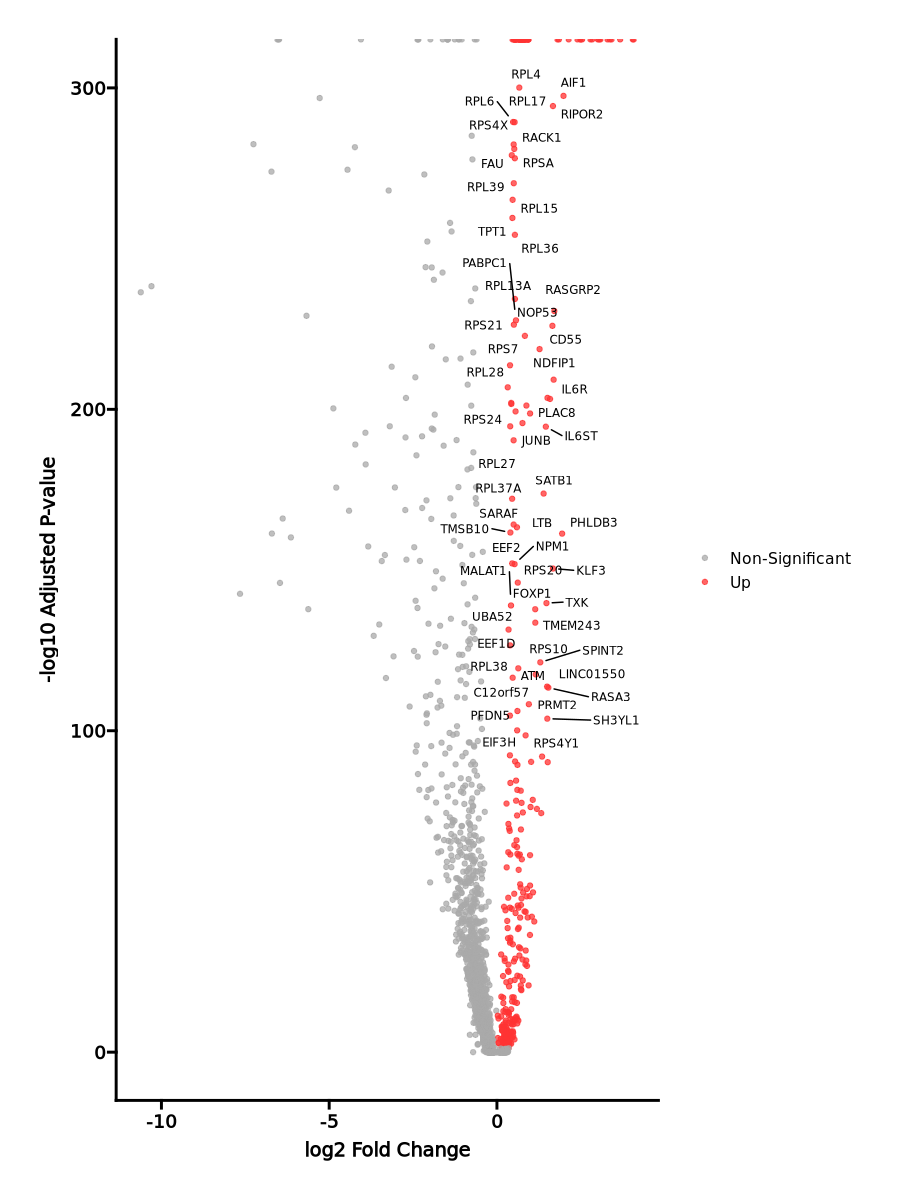 300
200
100
0
-10
-5
0
-log10 Adjusted P-value
log2 Fold Change
Non-Significant
Up
RPL4
AIF1
RPL6
RPL17
RIPOR2
RPS4X
RACK1
FAU
RPSA
RPL39
RPL15
TPT1
RPL36
PABPC1
RPL13A
RASGRP2
NOP53
RPS21
CD55
RPS7
NDFIP1
RPL28
IL6R
PLAC8
RPS24
IL6ST
JUNB
RPL27
SATB1
RPL37A
SARAF
LTB
PHLDB3
TMSB10
EEF2
NPM1
MALAT1
RPS20
KLF3
FOXP1
TXK
UBA52
TMEM243
EEF1D
RPS10
SPINT2
RPL38
ATM
LINC01550
C12orf57
RASA3
PRMT2
PFDN5
SH3YL1
EIF3H
RPS4Y1